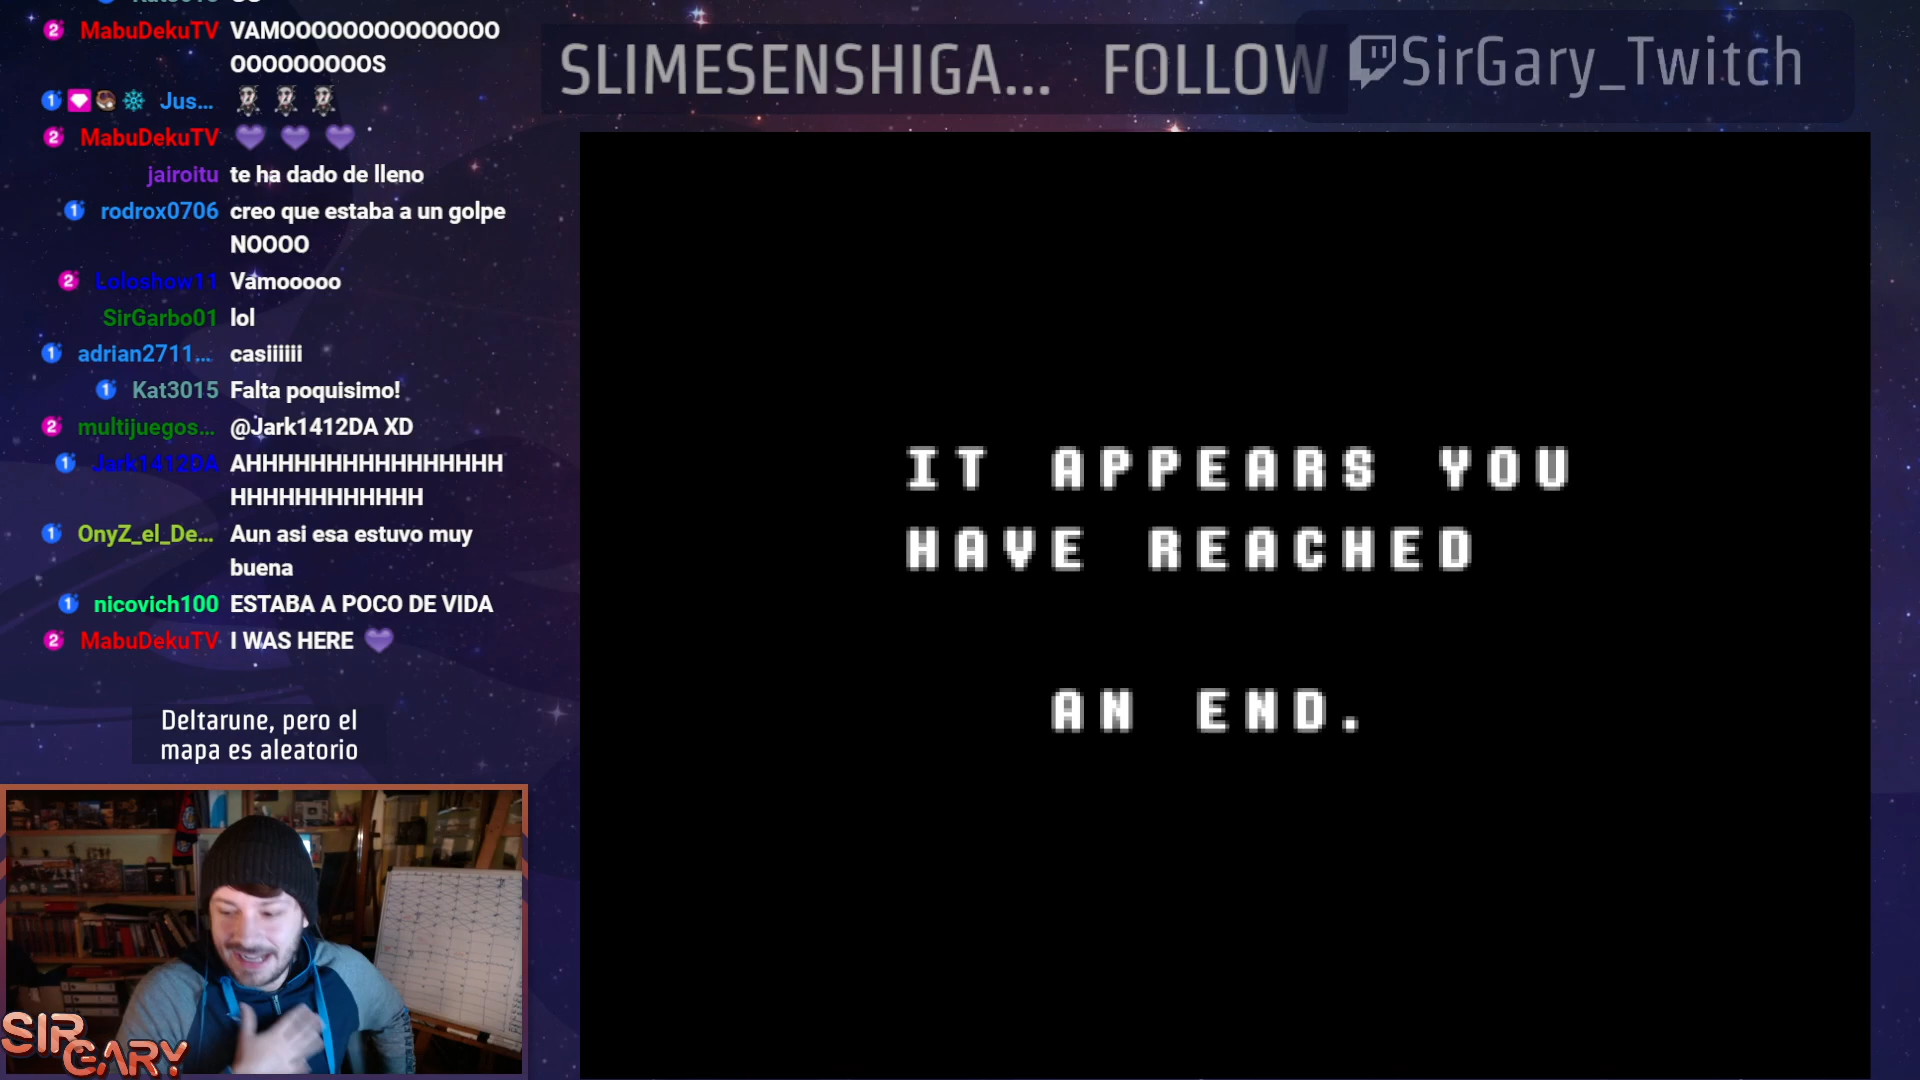 MabuDekuTV VAMOOOOOOOOOOOOOO
OOOOOOOOOS
Jus...
MabuDekuTV
jairoitu te ha dado de lleno
rodrox0706 creo que estaba a un golpe
NOOOO
Loloshow11 Vamooooo
SirGarbo01 lol
adrian2711... casiiiiii
Kat3015 Falta poquisimo!
multijuegos... @Jark1412DA XD
Jark1412DA AHHHHHHHHHHHHHHHH
HHHHHHHHHHHH
OnyZ_el_De... Aun asi esa estuvo muy
buena
nicovich100 ESTABA A POCO DE VIDA
MabuDekuTV I WAS HERE
Deltarune, pero el
mapa es aleatorio
SIR
GARY
SLIMESENSHIGA... FOLLOW
SirGary_Twitch
IT APPEARS YOU
HAVE REACHED
AN END.